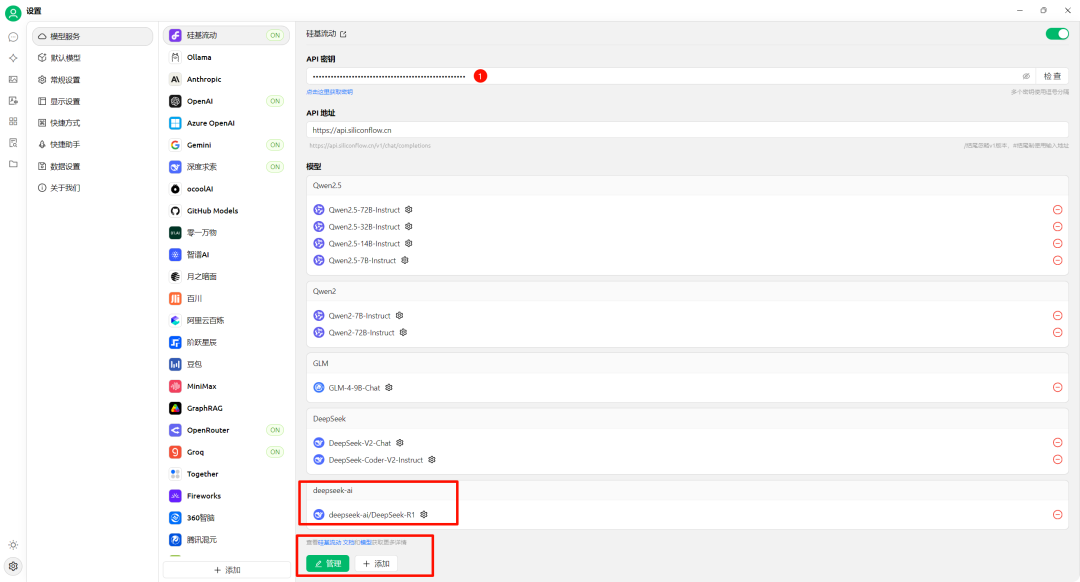 设置
模型服务
默认模型
常规设置
显示设置
快捷方式
快捷助手
数据设置
关于我们
硅基流动 ON
Ollama
Anthropic
OpenAI ON
Azure OpenAI
Gemini ON
深度求索 ON
ocoolAI
GitHub Models
零一万物
智谱AI
月之暗面
百川
阿里云百炼
阶跃星辰
豆包
MiniMax
GraphRAG
OpenRouter ON
Groq ON
Together
Fireworks
360智脑
腾讯混元
+ 添加
硅基流动
API 密钥
1
检查
点击这里获取密钥
多个密钥使用逗号分隔
API 地址
https://api.siliconflow.cn
https://api.siliconflow.cn/v1/chat/completions
/结尾忽略v1版本，#结尾制使用输入地址
模型
Qwen2.5
Qwen2.5-72B-Instruct
Qwen2.5-32B-Instruct
Qwen2.5-14B-Instruct
Qwen2.5-7B-Instruct
Qwen2
Qwen2-7B-Instruct
Qwen2-72B-Instruct
GLM
GLM-4-9B-Chat
DeepSeek
DeepSeek-V2-Chat
DeepSeek-Coder-V2-Instruct
deepseek-ai
deepseek-ai/DeepSeek-R1
查看硅基流动 文档和模型获取更多详情
管理
+ 添加